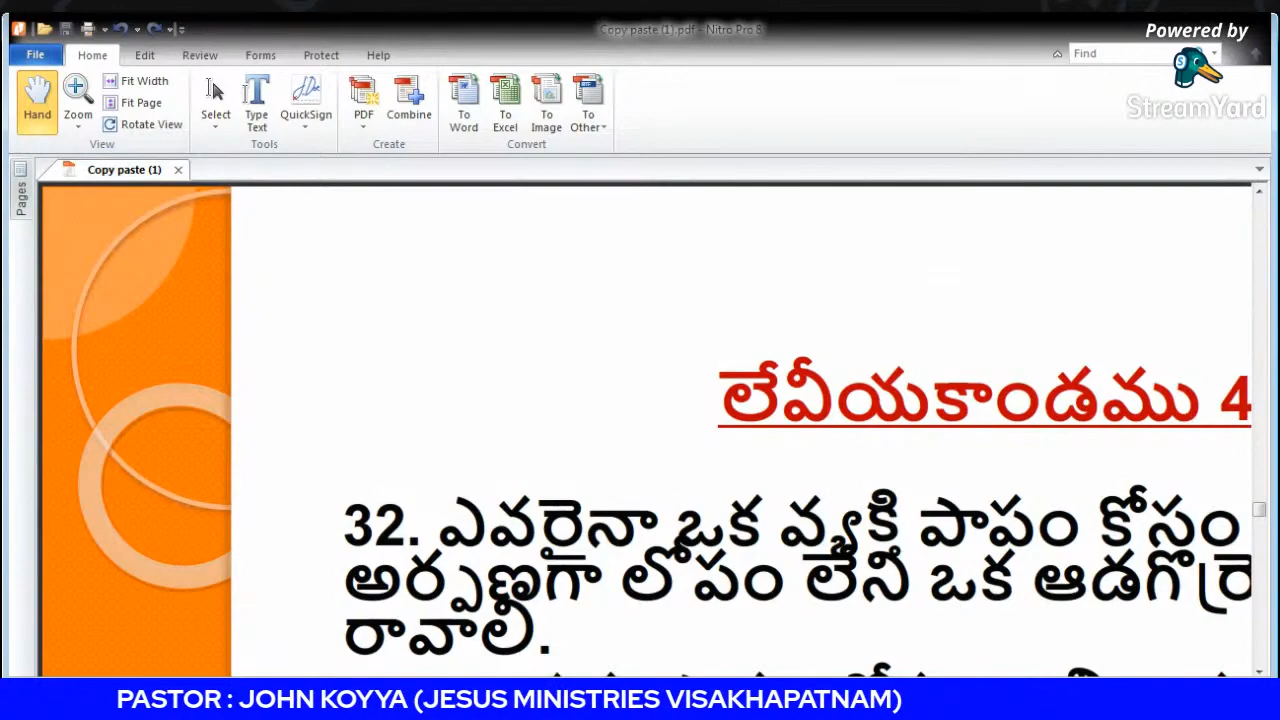 Copy paste (1).pdf - Nitro Pro 8
Powered by
StreamYard
File Home Edit Review Forms Protect Help Find
Hand Zoom Fit Width
Fit Page
Rotate View
Select Type Text QuickSign
PDF Combine
To Word To Excel To Image To Other
View Tools Create Convert
Pages
Copy paste (1)
లేవీయకాండము 4
32. ఎవరైనా ఒక వ్యక్తి పాపం కోసం
అర్పణగా లోపం లేని ఒక ఆడగొర్రె
రావాలి.
PASTOR : JOHN KOYYA (JESUS MINISTRIES VISAKHAPATNAM)